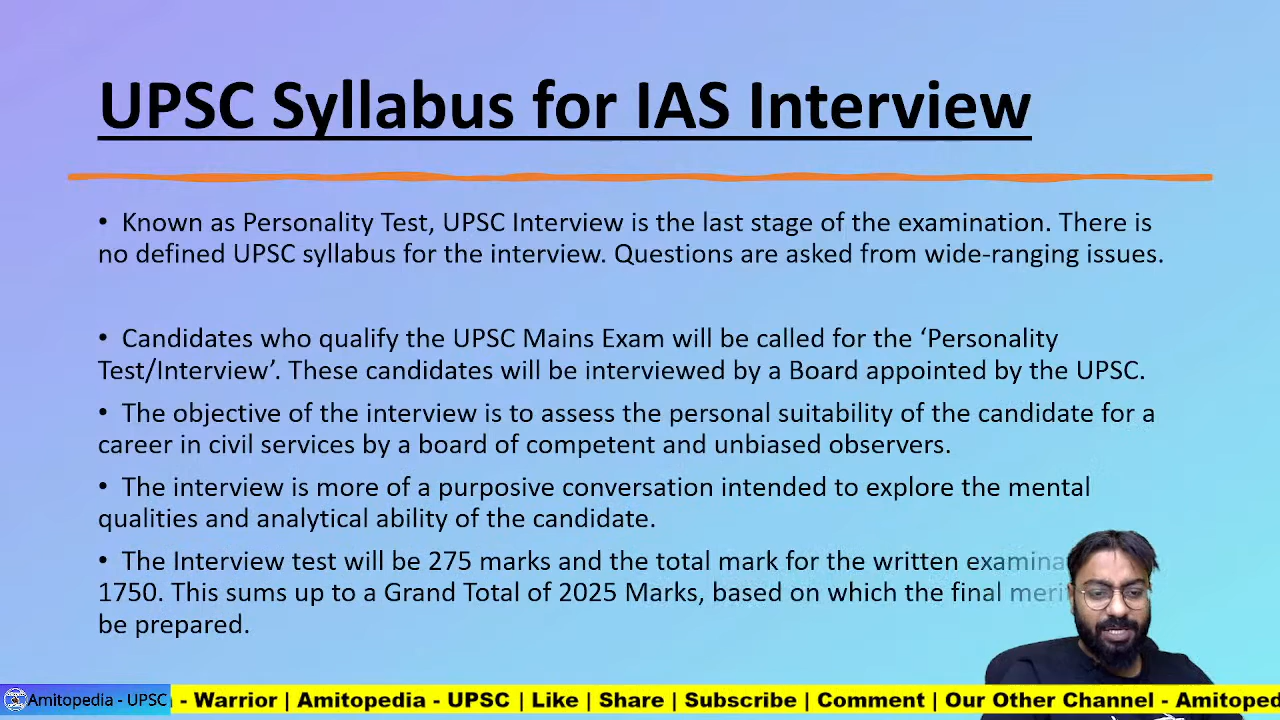 UPSC Syllabus for IAS Interview
• Known as Personality Test, UPSC Interview is the last stage of the examination. There is
no defined UPSC syllabus for the interview. Questions are asked from wide-ranging issues.
• Candidates who qualify the UPSC Mains Exam will be called for the ‘Personality
Test/Interview’. These candidates will be interviewed by a Board appointed by the UPSC.
• The objective of the interview is to assess the personal suitability of the candidate for a
career in civil services by a board of competent and unbiased observers.
• The interview is more of a purposive conversation intended to explore the mental
qualities and analytical ability of the candidate.
• The Interview test will be 275 marks and the total mark for the written
1750. This sums up to a Grand Total of 2025 Marks, based on which the final
be prepared.
Amitopedia - UPSC
- Warrior | Amitopedia - UPSC | Like | Share | Subscribe | Comment | Our Other Channel -